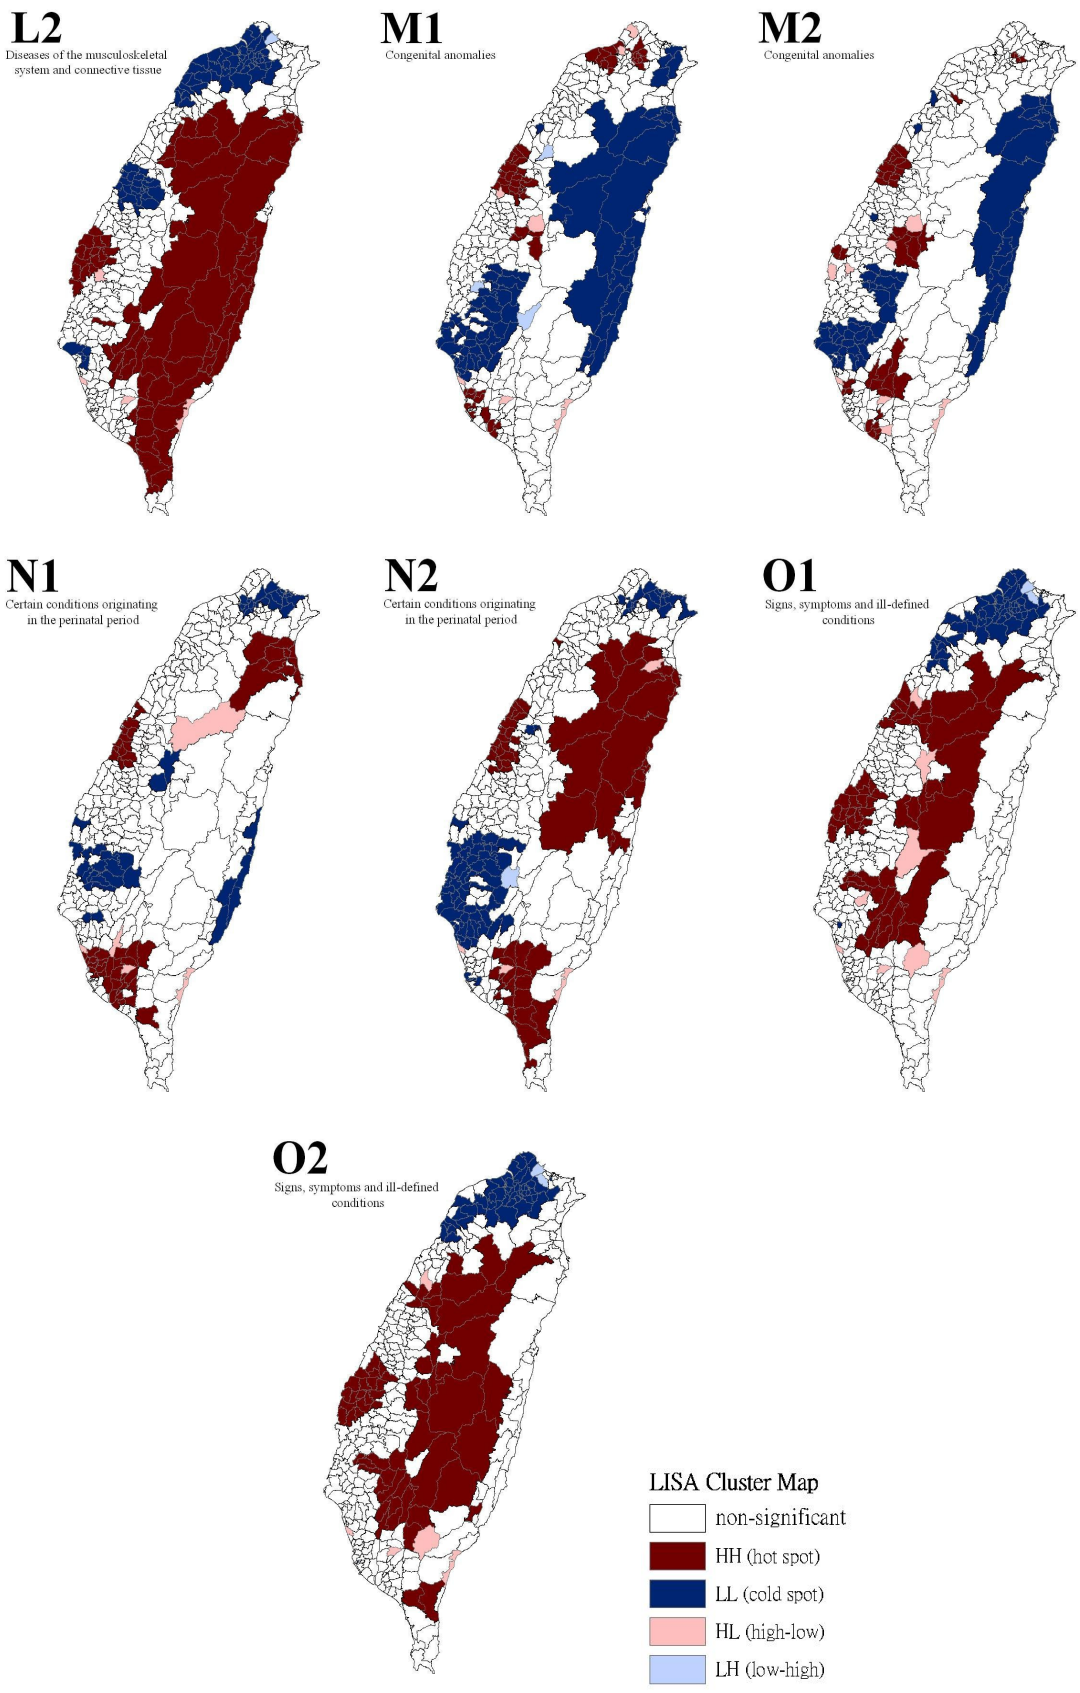 L2
Diseases of the musculoskeletal
system and connective tissue
M1
Congenital anomalies
M2
Congenital anomalies
N1
Certain conditions originating
in the perinatal period
N2
Certain conditions originating
in the perinatal period
O1
Signs, symptoms and ill-defined
conditions
O2
Signs, symptoms and ill-defined
conditions
LISA Cluster Map
non-significant
HH (hot spot)
LL (cold spot)
HL (high-low)
LH (low-high)